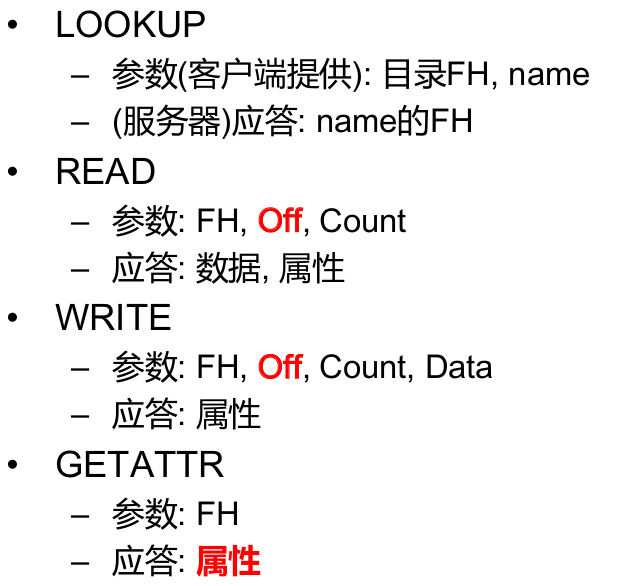 • LOOKUP
– 参数(客户端提供): 目录FH, name
– (服务器)应答: name的FH
• READ
– 参数: FH, Off, Count
– 应答: 数据, 属性
• WRITE
– 参数: FH, Off, Count, Data
– 应答: 属性
• GETATTR
– 参数: FH
– 应答: 属性